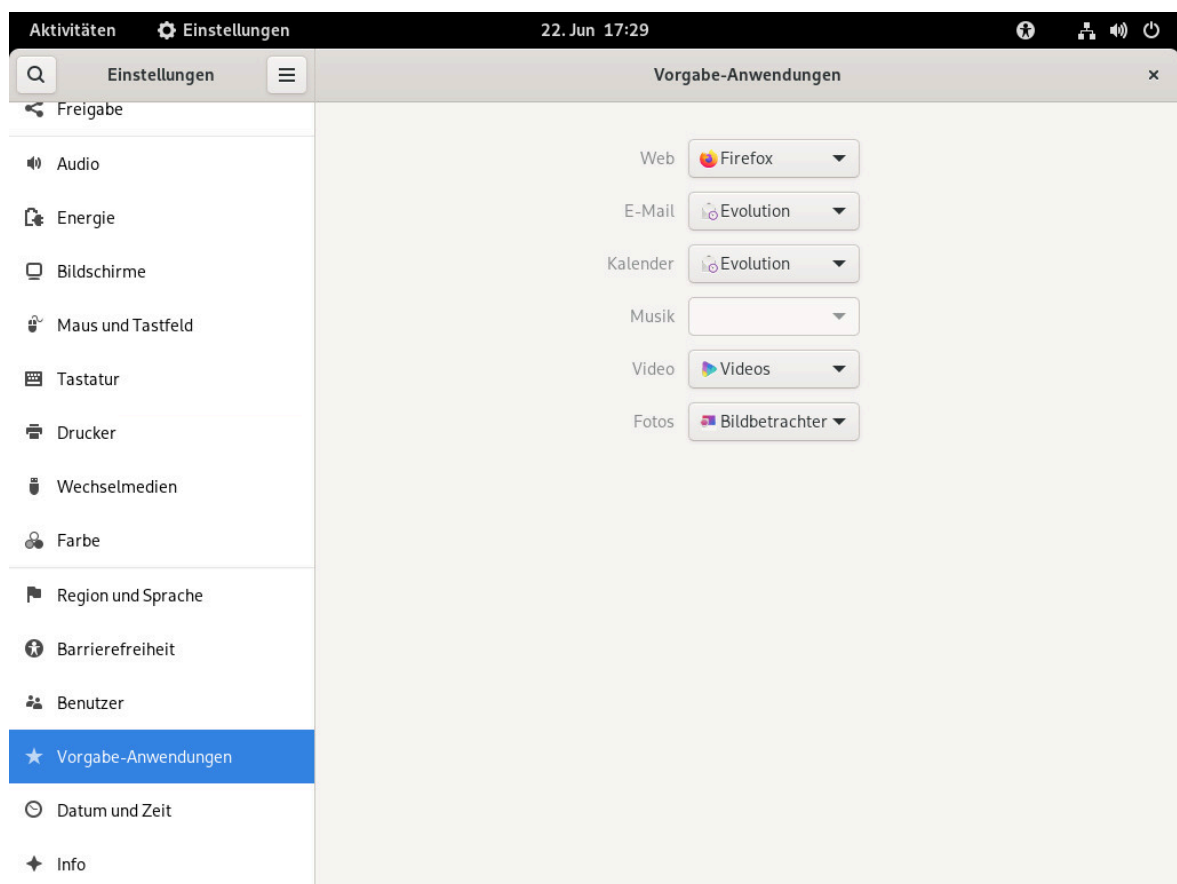 Aktivitäten Einstellungen 22. Jun 17:29
Einstellungen
Vorgabe-Anwendungen
Freigabe
Audio
Energie
Bildschirme
Maus und Tastfeld
Tastatur
Drucker
Wechselmedien
Farbe
Region und Sprache
Barrierefreiheit
Benutzer
Vorgabe-Anwendungen
Datum und Zeit
Info
Web Firefox
E-Mail Evolution
Kalender Evolution
Musik
Video Videos
Fotos Bildbetrachter